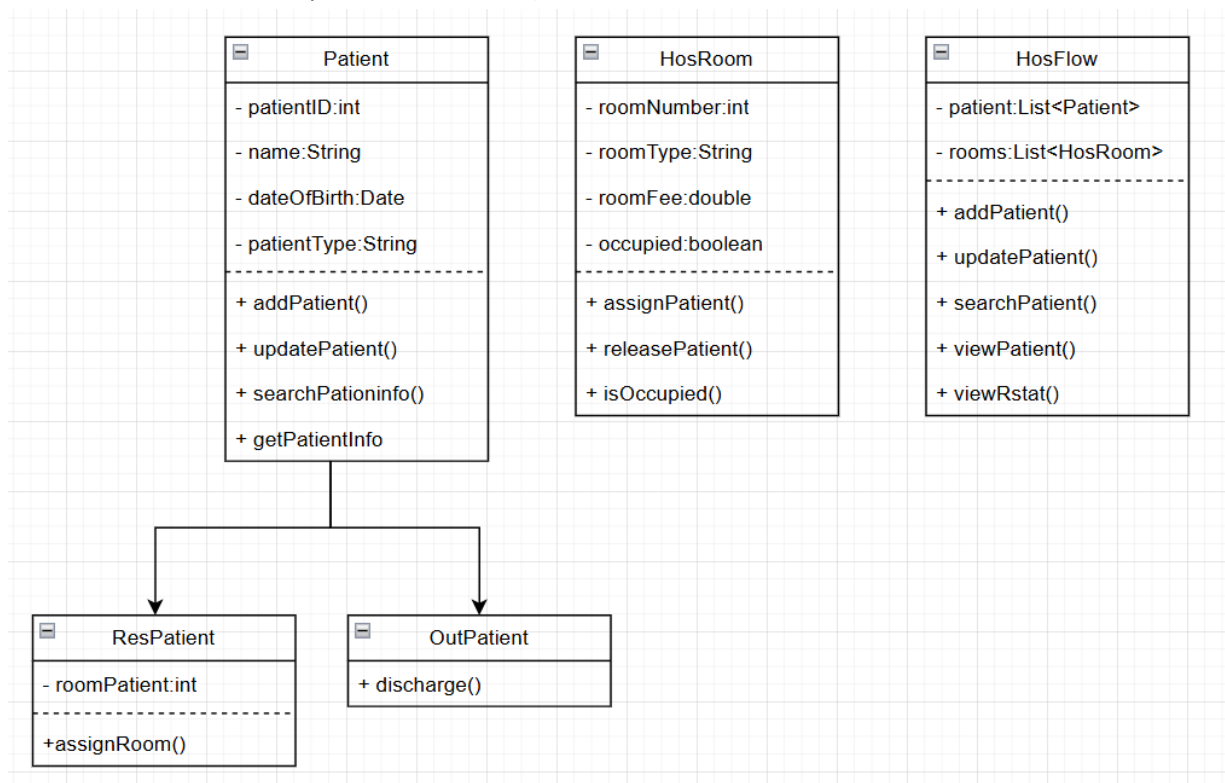 Patient
- patientID:int
- name:String
- dateOfBirth:Date
- patientType:String
+ addPatient()
+ updatePatient()
+ searchPationinfo()
+ getPatientInfo
HosRoom
- roomNumber:int
- roomType:String
- roomFee:double
- occupied:boolean
+ assignPatient()
+ releasePatient()
+ isOccupied()
HosFlow
- patient:List<Patient>
- rooms:List<HosRoom>
+ addPatient()
+ updatePatient()
+ searchPatient()
+ viewPatient()
+ viewRstat()
ResPatient
- roomPatient:int
+assignRoom()
OutPatient
+ discharge()